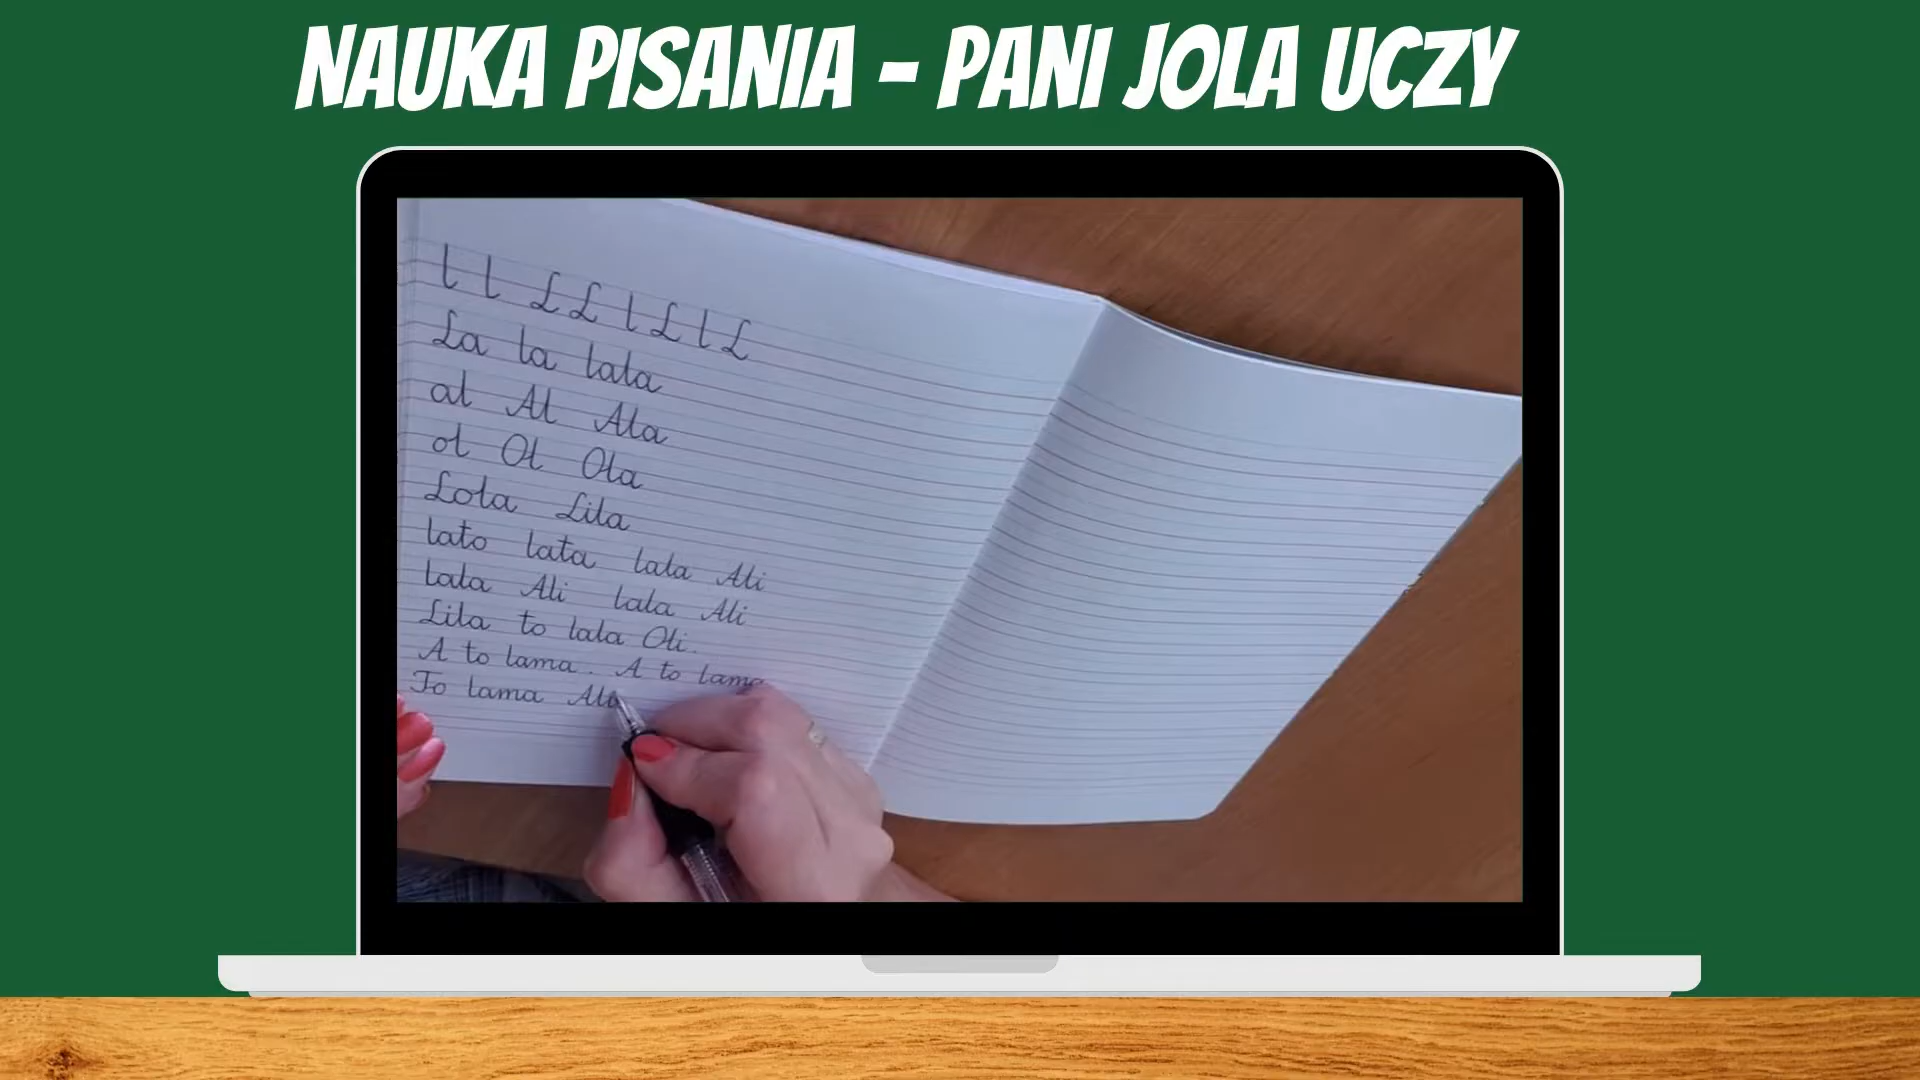 NAUKA PISANIA - PANI JOLA UCZY
l l L L l L l L
La la lala
al Al Ala
ol Ol Ola
Lola Lila
lato lata lala Ali
lala Ali lala Ali
Lila to lala Oli.
A to lama. A to lama
To lama Ala